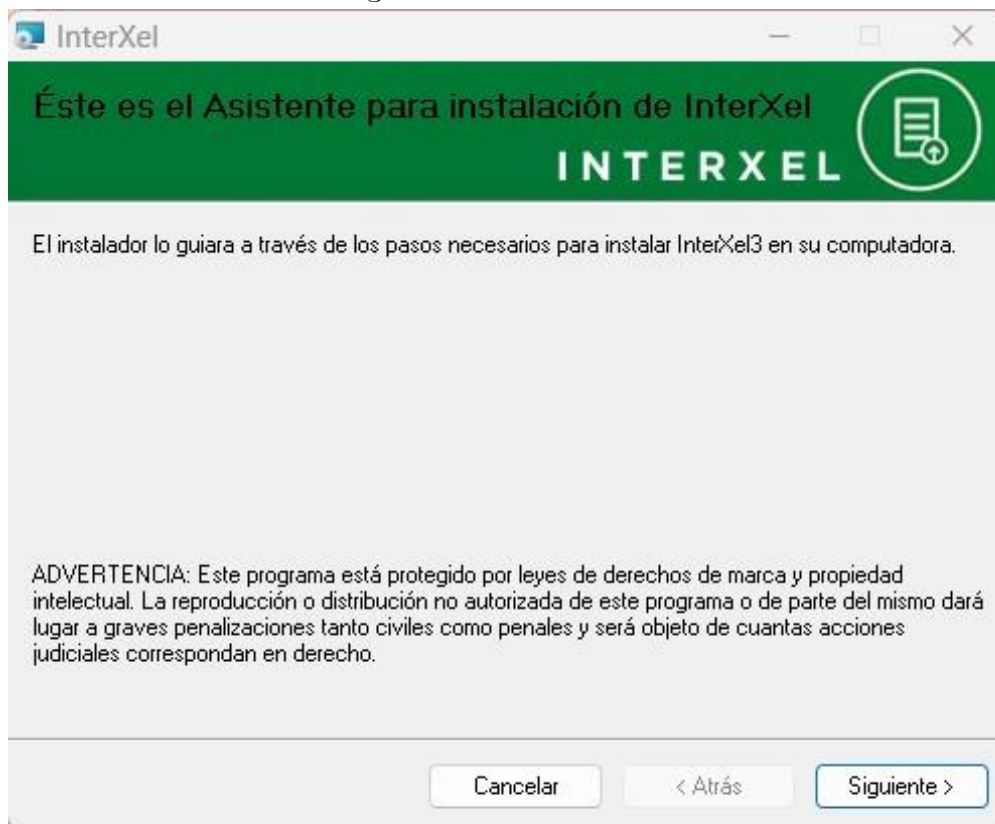 InterXel
Éste es el Asistente para instalación de InterXel
INTERXEL
El instalador lo guiara a través de los pasos necesarios para instalar InterXel3 en su computadora.
ADVERTENCIA: Este programa está protegido por leyes de derechos de marca y propiedad
intelectual. La reproducción o distribución no autorizada de este programa o de parte del mismo dará
lugar a graves penalizaciones tanto civiles como penales y será objeto de cuantas acciones
judiciales correspondan en derecho.
Cancelar
< Atrás
Siguiente >